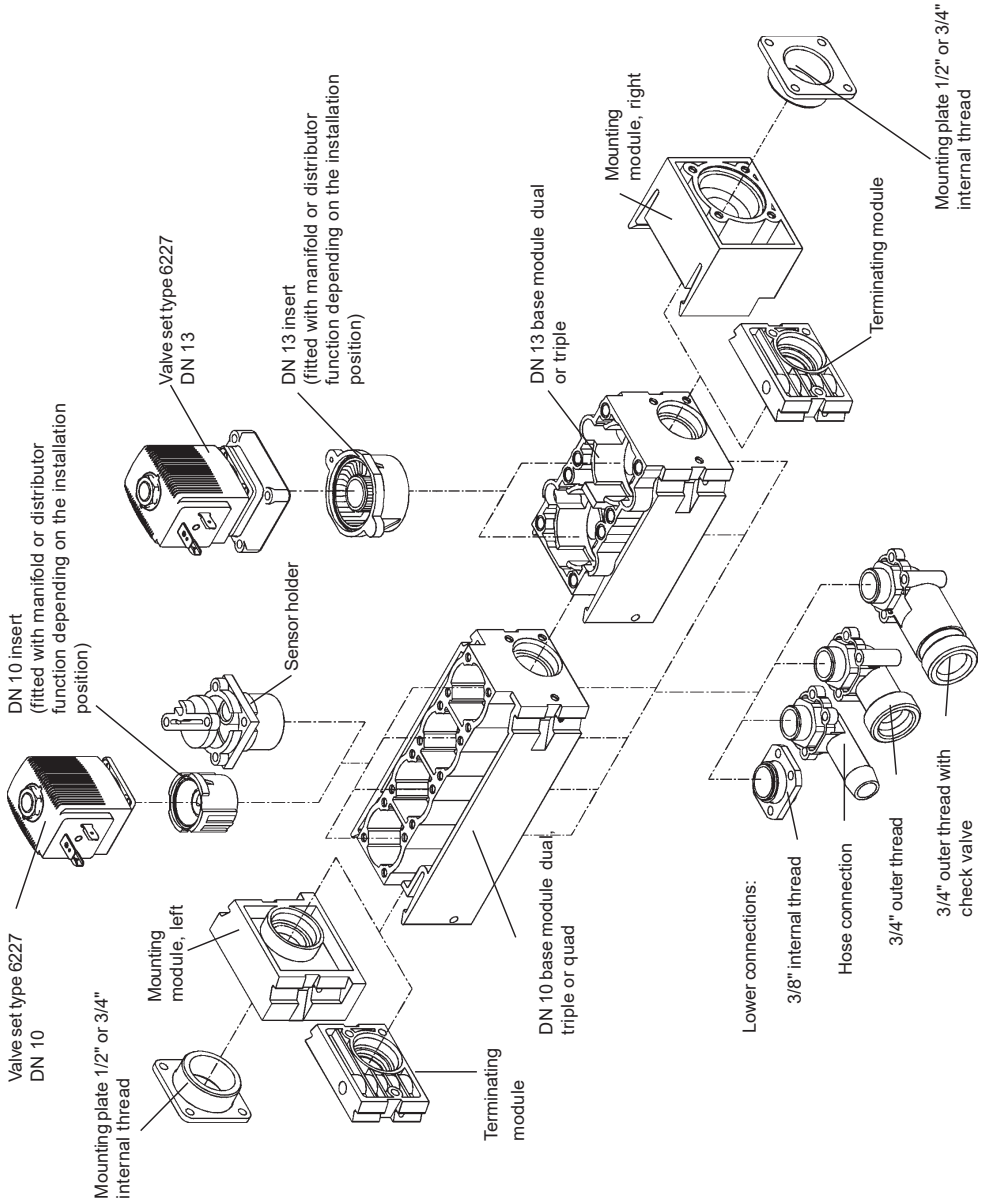 Valve set type 6227
DN 10
DN 10 insert
(fitted with manifold or distributor
function depending on the installation
position)
Valve set type 6227
DN 13
DN 13 insert
(fitted with manifold or distributor
function depending on the installation
position)
Mounting plate 1/2" or 3/4"
internal thread
Mounting
module, left
Sensor holder
DN 13 base module dual
or triple
Mounting
module, right
Terminating
module
DN 10 base module dual,
triple or quad
Terminating module
Mounting plate 1/2" or 3/4"
internal thread
Lower connections:
3/8" internal thread
Hose connection
3/4" outer thread
3/4" outer thread with
check valve